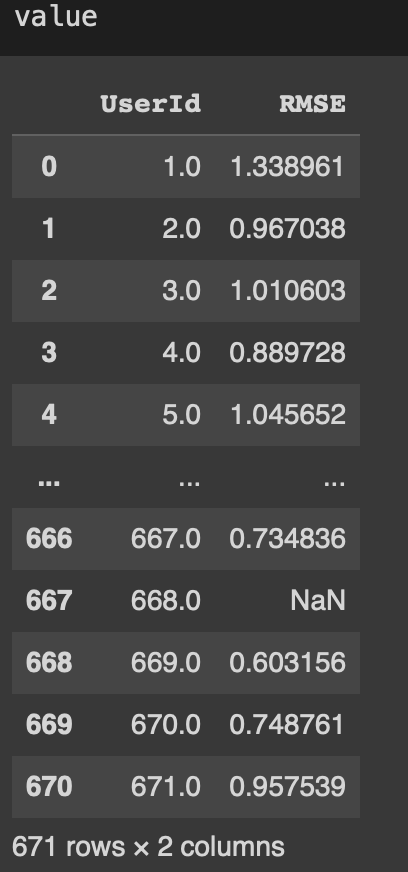 value
UserId RMSE
0 1.0 1.338961
1 2.0 0.967038
2 3.0 1.010603
3 4.0 0.889728
4 5.0 1.045652
... ... ...
666 667.0 0.734836
667 668.0 NaN
668 669.0 0.603156
669 670.0 0.748761
670 671.0 0.957539
671 rows × 2 columns